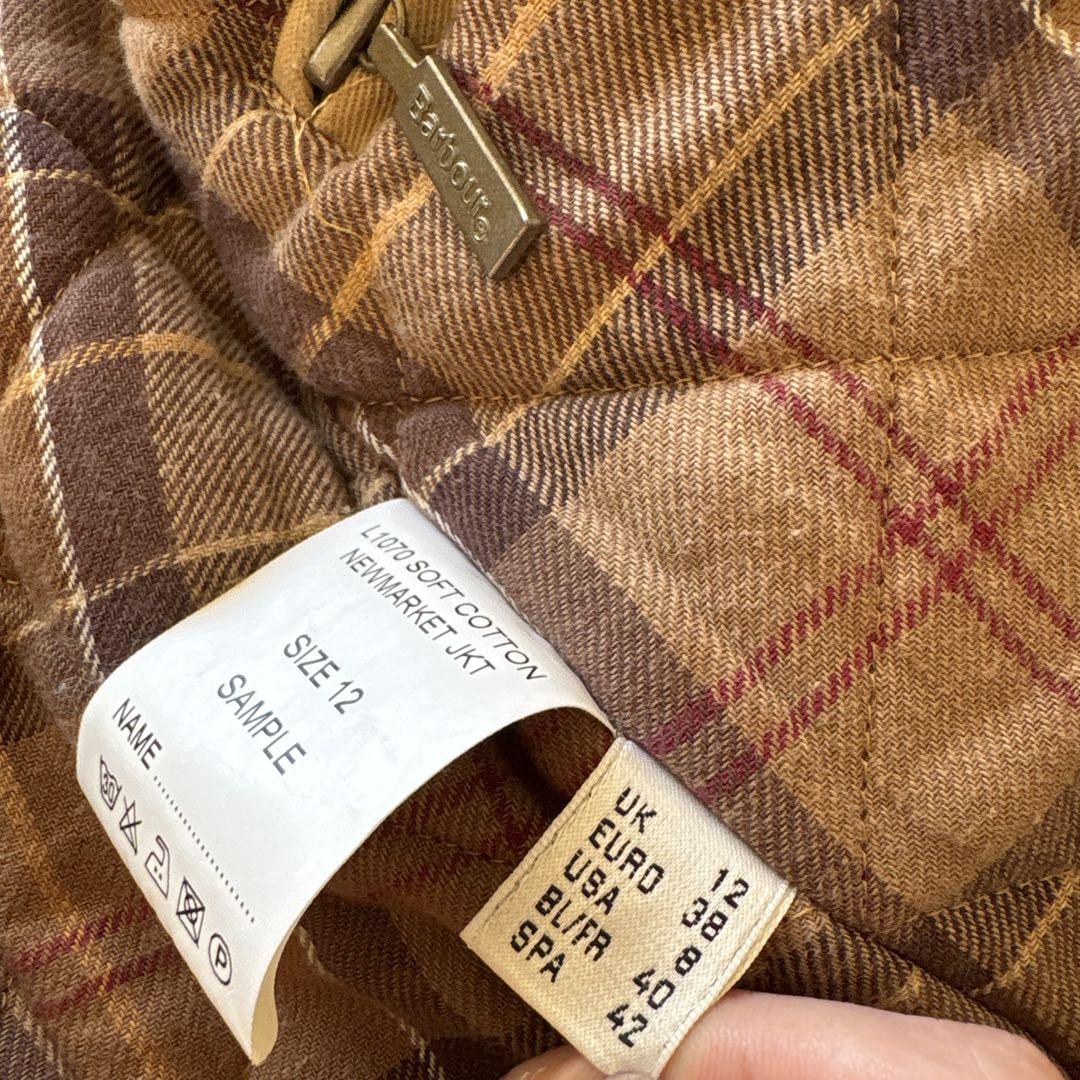 Barbour®
L1070 SOFT COTTON
NEWMARKET JKT
SIZE 12
SAMPLE
NAME ....................
30
P
UK 12
EURO 38
USA 8
BL/FR 40
SPA 42